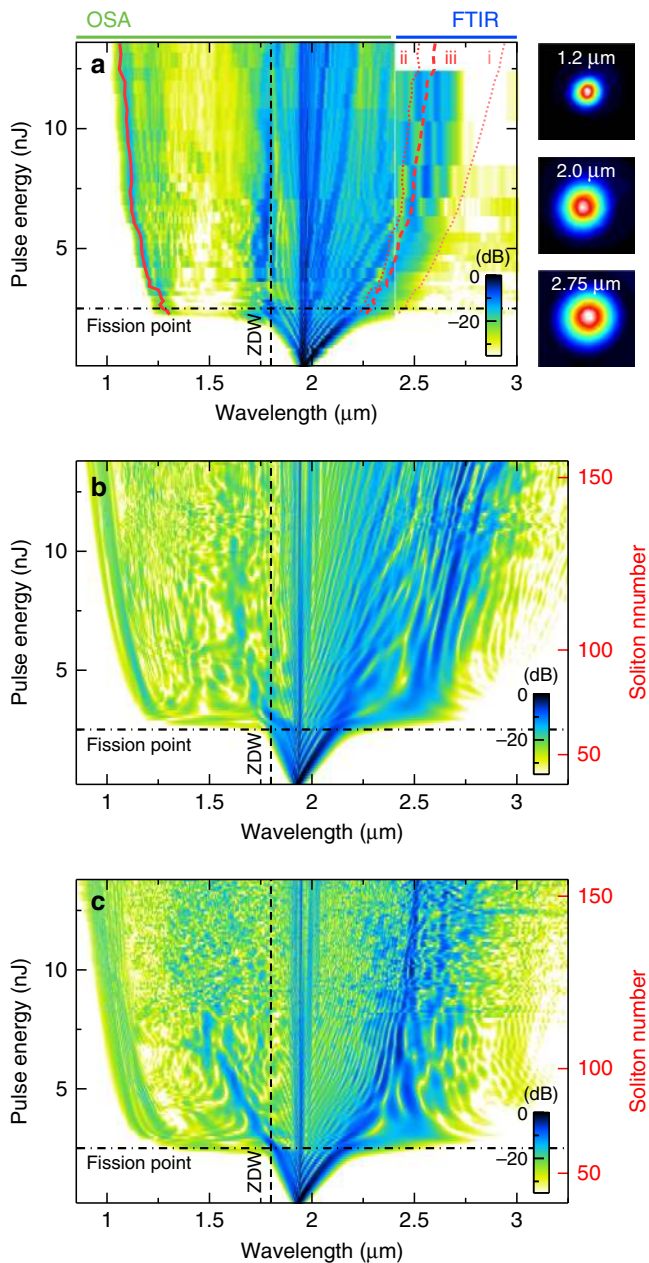 OSA FTIR
a
ii iii i
10
5
Pulse energy (nJ)
(dB)
0
−20
Fission point
ZDW
1 1.5 2 2.5 3
Wavelength (μm)
1.2 μm
2.0 μm
2.75 μm
b
10
5
Pulse energy (nJ)
150
100
50
Soliton nnumber
(dB)
0
−20
Fission point
ZDW
1 1.5 2 2.5 3
Wavelength (μm)
c
10
5
Pulse energy (nJ)
150
100
50
Soliton number
(dB)
0
−20
Fission point
ZDW
1 1.5 2 2.5 3
Wavelength (μm)